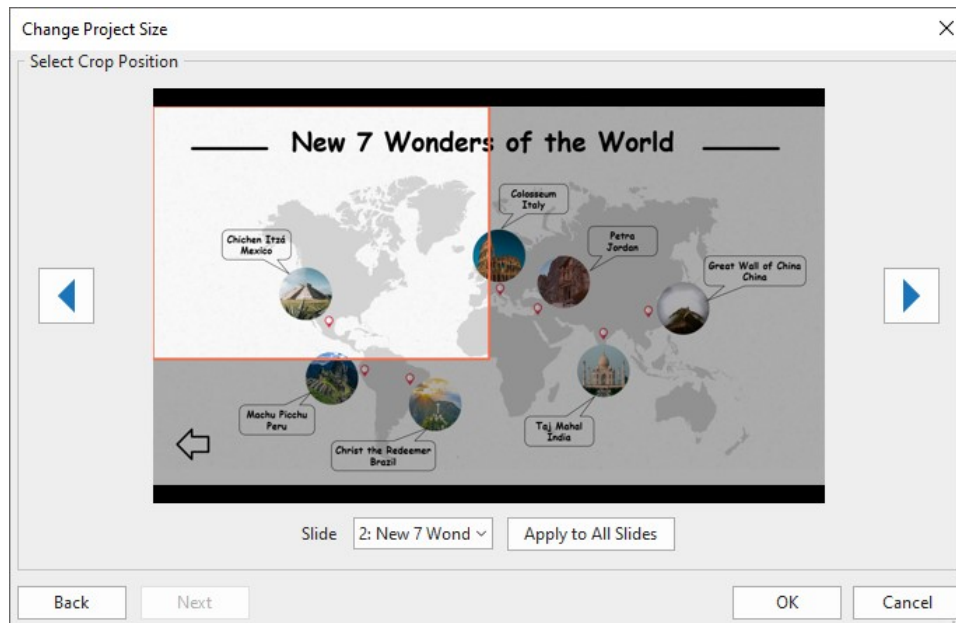 Change Project Size
Select Crop Position
New 7 Wonders of the World
Colosseum
Italy
Chichen Itzá
Mexico
Petra
Jordan
Great Wall of China
China
Machu Picchu
Peru
Christ the Redeemer
Brazil
Taj Mahal
India
Slide
2: New 7 Wond
Apply to All Slides
Back
Next
OK
Cancel